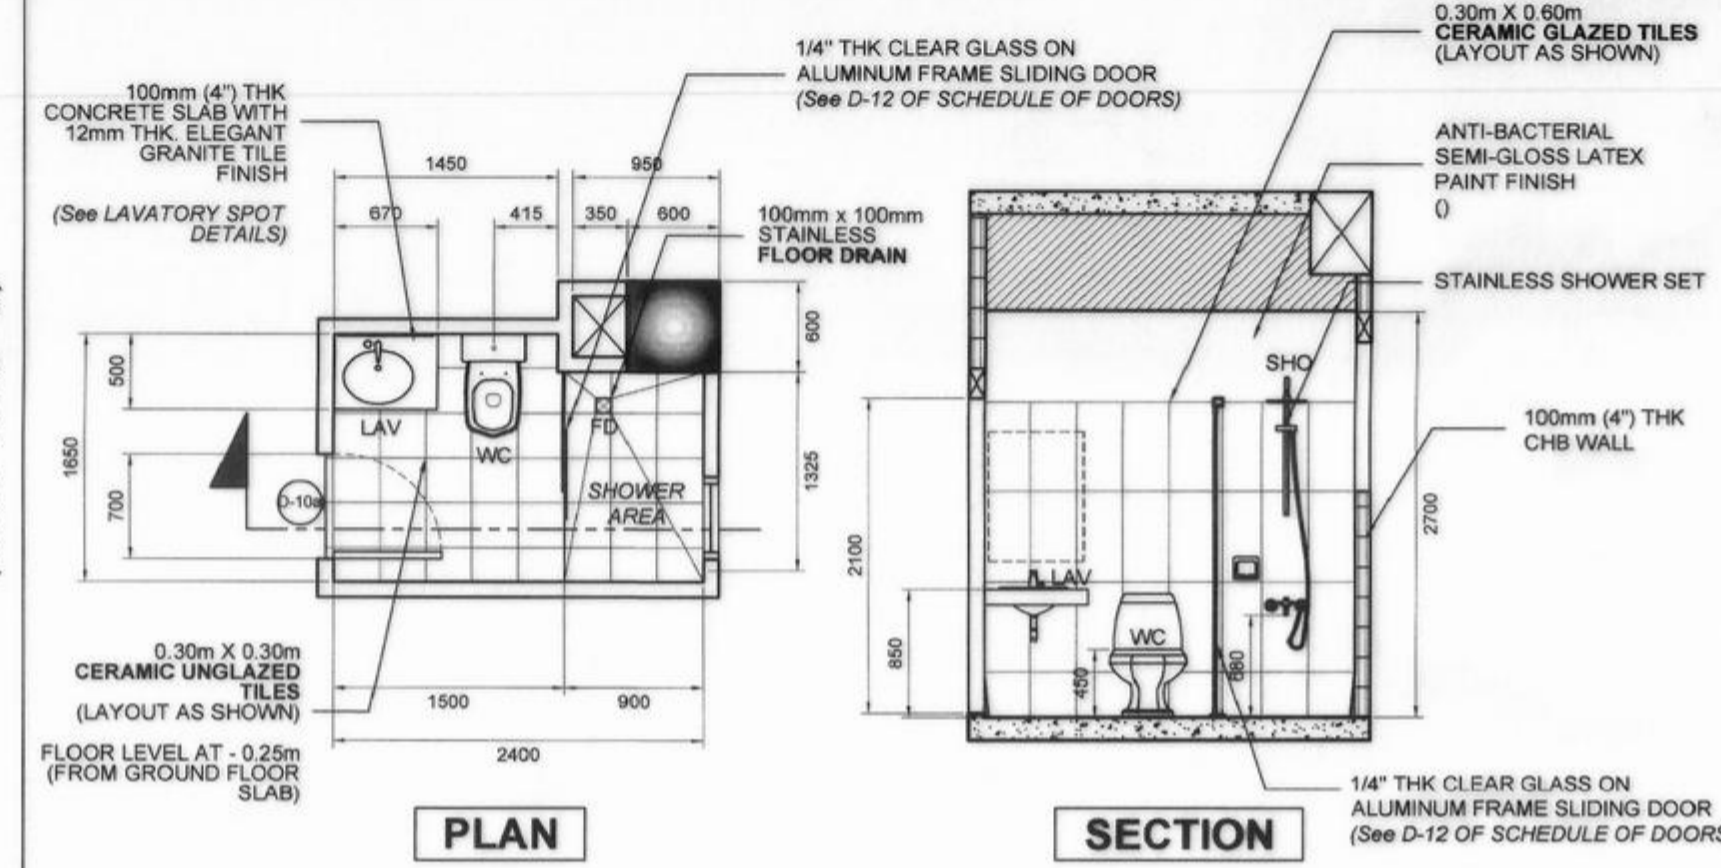 100mm (4") THK
CONCRETE SLAB WITH
12mm THK. ELEGANT
GRANITE TILE
FINISH
(See LAVATORY SPOT
DETAILS)
1/4" THK CLEAR GLASS ON
ALUMINUM FRAME SLIDING DOOR
(See D-12 OF SCHEDULE OF DOORS)
100mm x 100mm
STAINLESS
FLOOR DRAIN
1450
950
670
415
350
600
600
1325
1650
500
700
D-10a
LAV
WC
FD
SHOWER
AREA
0.30m X 0.30m
CERAMIC UNGLAZED
TILES
(LAYOUT AS SHOWN)
FLOOR LEVEL AT - 0.25m
(FROM GROUND FLOOR
SLAB)
1500
900
2400
PLAN
0.30m X 0.60m
CERAMIC GLAZED TILES
(LAYOUT AS SHOWN)
ANTI-BACTERIAL
SEMI-GLOSS LATEX
PAINT FINISH
()
STAINLESS SHOWER SET
100mm (4") THK
CHB WALL
SHO
LAV
WC
2100
850
450
680
2700
1/4" THK CLEAR GLASS ON
ALUMINUM FRAME SLIDING DOOR
(See D-12 OF SCHEDULE OF DOORS
SECTION